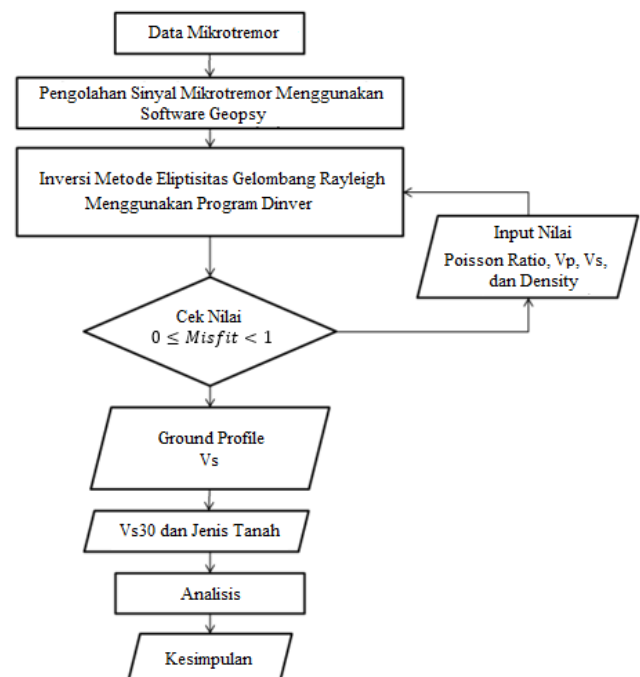 Data Mikrotremor
Pengolahan Sinyal Mikrotremor Menggunakan
Software Geopsy
Inversi Metode Eliptisitas Gelombang Rayleigh
Menggunakan Program Dinver
Input Nilai
Poisson Ratio, Vp, Vs,
dan Density
Cek Nilai
0 ≤ Misfit < 1
Ground Profile
Vs
Vs30 dan Jenis Tanah
Analisis
Kesimpulan